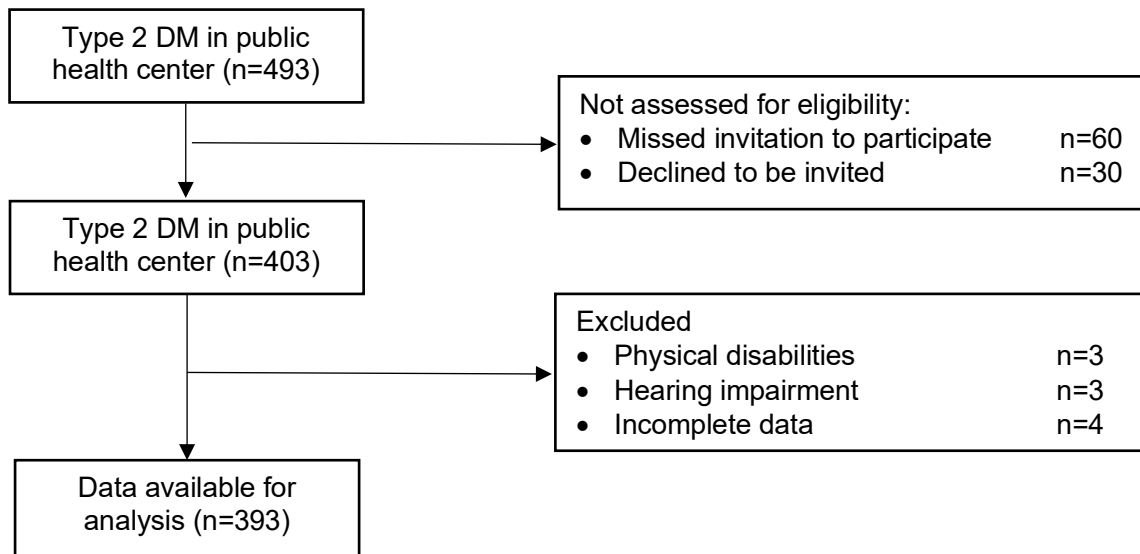 Type 2 DM in public
health center (n=493)
Not assessed for eligibility:
• Missed invitation to participate n=60
• Declined to be invited n=30
Type 2 DM in public
health center (n=403)
Excluded
• Physical disabilities n=3
• Hearing impairment n=3
• Incomplete data n=4
Data available for
analysis (n=393)